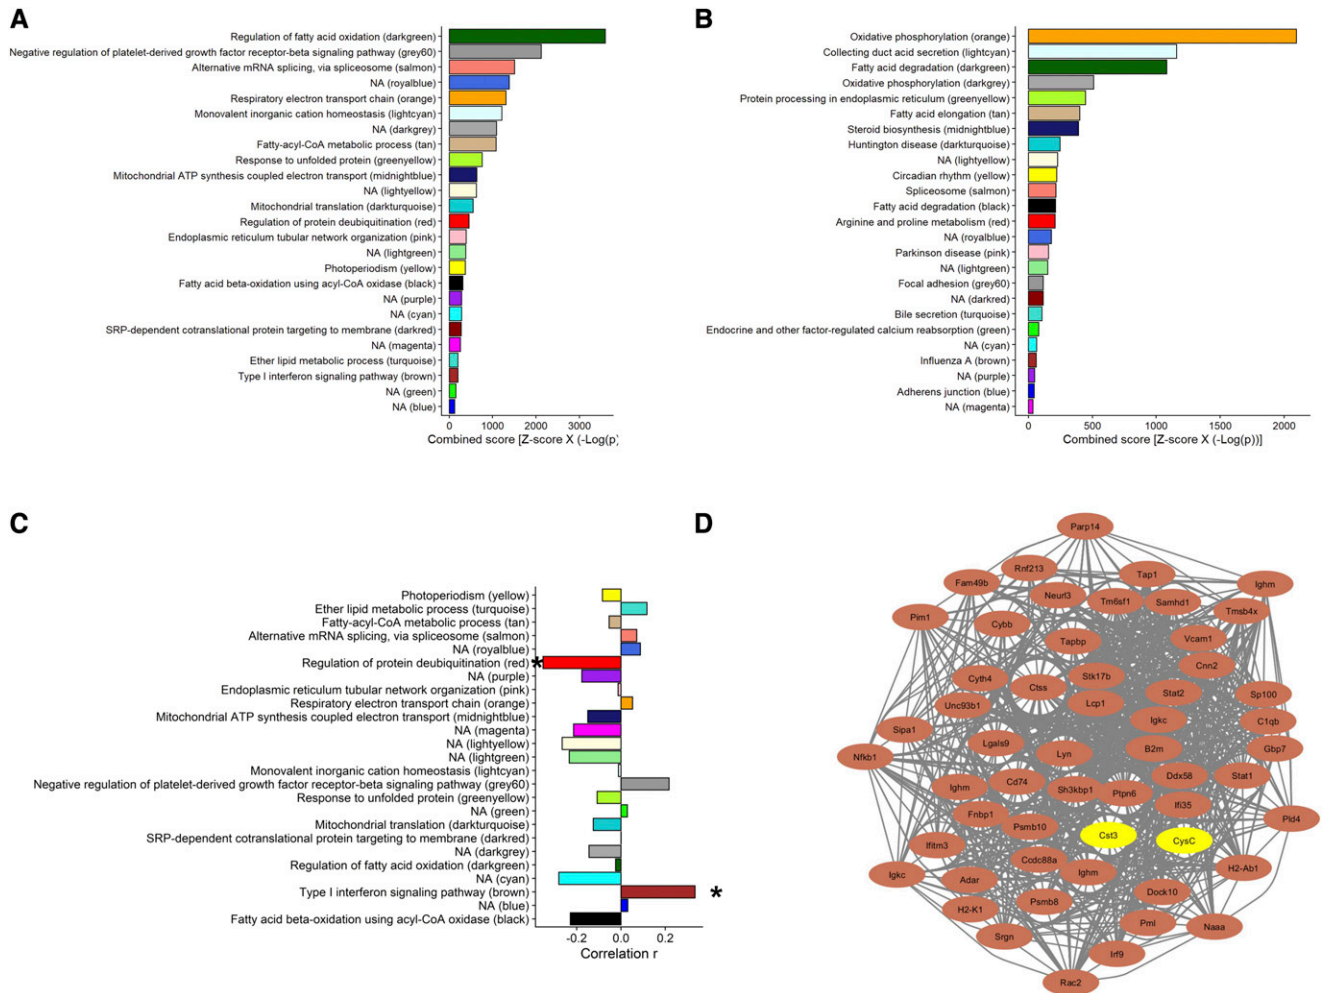 A
Regulation of fatty acid oxidation (darkgreen)
Negative regulation of platelet-derived growth factor receptor-beta signaling pathway (grey60)
Alternative mRNA splicing, via spliceosome (salmon)
NA (royalblue)
Respiratory electron transport chain (orange)
Monovalent inorganic cation homeostasis (lightcyan)
NA (darkgrey)
Fatty-acyl-CoA metabolic process (tan)
Response to unfolded protein (greenyellow)
Mitochondrial ATP synthesis coupled electron transport (midnightblue)
NA (lightyellow)
Mitochondrial translation (darkturquoise)
Regulation of protein deubiquitination (red)
Endoplasmic reticulum tubular network organization (pink)
NA (lightgreen)
Photoperiodism (yellow)
Fatty acid beta-oxidation using acyl-CoA oxidase (black)
NA (purple)
NA (cyan)
SRP-dependent cotranslational protein targeting to membrane (darkred)
NA (magenta)
Ether lipid metabolic process (turquoise)
Type I interferon signaling pathway (brown)
NA (green)
NA (blue)
0 1000 2000 3000
Combined score [Z-score X (-Log(p)
B
Oxidative phosphorylation (orange)
Collecting duct acid secretion (lightcyan)
Fatty acid degradation (darkgreen)
Oxidative phosphorylation (darkgrey)
Protein processing in endoplasmic reticulum (greenyellow)
Fatty acid elongation (tan)
Steroid biosynthesis (midnightblue)
Huntington disease (darkturquoise)
NA (lightyellow)
Circadian rhythm (yellow)
Spliceosome (salmon)
Fatty acid degradation (black)
Arginine and proline metabolism (red)
NA (royalblue)
Parkinson disease (pink)
NA (lightgreen)
Focal adhesion (grey60)
NA (darkred)
Bile secretion (turquoise)
Endocrine and other factor-regulated calcium reabsorption (green)
NA (cyan)
Influenza A (brown)
NA (purple)
Adherens junction (blue)
NA (magenta)
0 500 1000 1500 2000
Combined score [Z-score X (-Log(p))]
C
Photoperiodism (yellow)
Ether lipid metabolic process (turquoise)
Fatty-acyl-CoA metabolic process (tan)
Alternative mRNA splicing, via spliceosome (salmon)
NA (royalblue)
Regulation of protein deubiquitination (red) *
NA (purple)
Endoplasmic reticulum tubular network organization (pink)
Respiratory electron transport chain (orange)
Mitochondrial ATP synthesis coupled electron transport (midnightblue)
NA (magenta)
NA (lightyellow)
NA (lightgreen)
Monovalent inorganic cation homeostasis (lightcyan)
Negative regulation of platelet-derived growth factor receptor-beta signaling pathway (grey60)
Response to unfolded protein (greenyellow)
NA (green)
Mitochondrial translation (darkturquoise)
SRP-dependent cotranslational protein targeting to membrane (darkred)
NA (darkgrey)
Regulation of fatty acid oxidation (darkgreen)
NA (cyan)
Type I interferon signaling pathway (brown) *
NA (blue)
Fatty acid beta-oxidation using acyl-CoA oxidase (black)
-0.2 0.0 0.2
Correlation r
D
Parp14
Rnf213
Tap1
Fam49b
Ighm
Neurl3
Tm6sf1
Samhd1
Tmsb4x
Pim1
Cybb
Tapbp
Vcam1
Cnn2
Cyth4
Ctss
Stk17b
Stat2
Sp100
Unc93b1
Lcp1
Igkc
C1qb
Sipa1
Lgals9
Lyn
B2m
Gbp7
Nfkb1
Ddx58
Stat1
Ighm
Cd74
Sh3kbp1
Ptpn6
Ifi35
Fnbp1
Psmb10
Pld4
Cst3
CysC
Ifitm3
Ccdc88a
Igkc
Adar
Ighm
H2-Ab1
Dock10
H2-K1
Psmb8
Pml
Naaa
Srgn
Irf9
Rac2